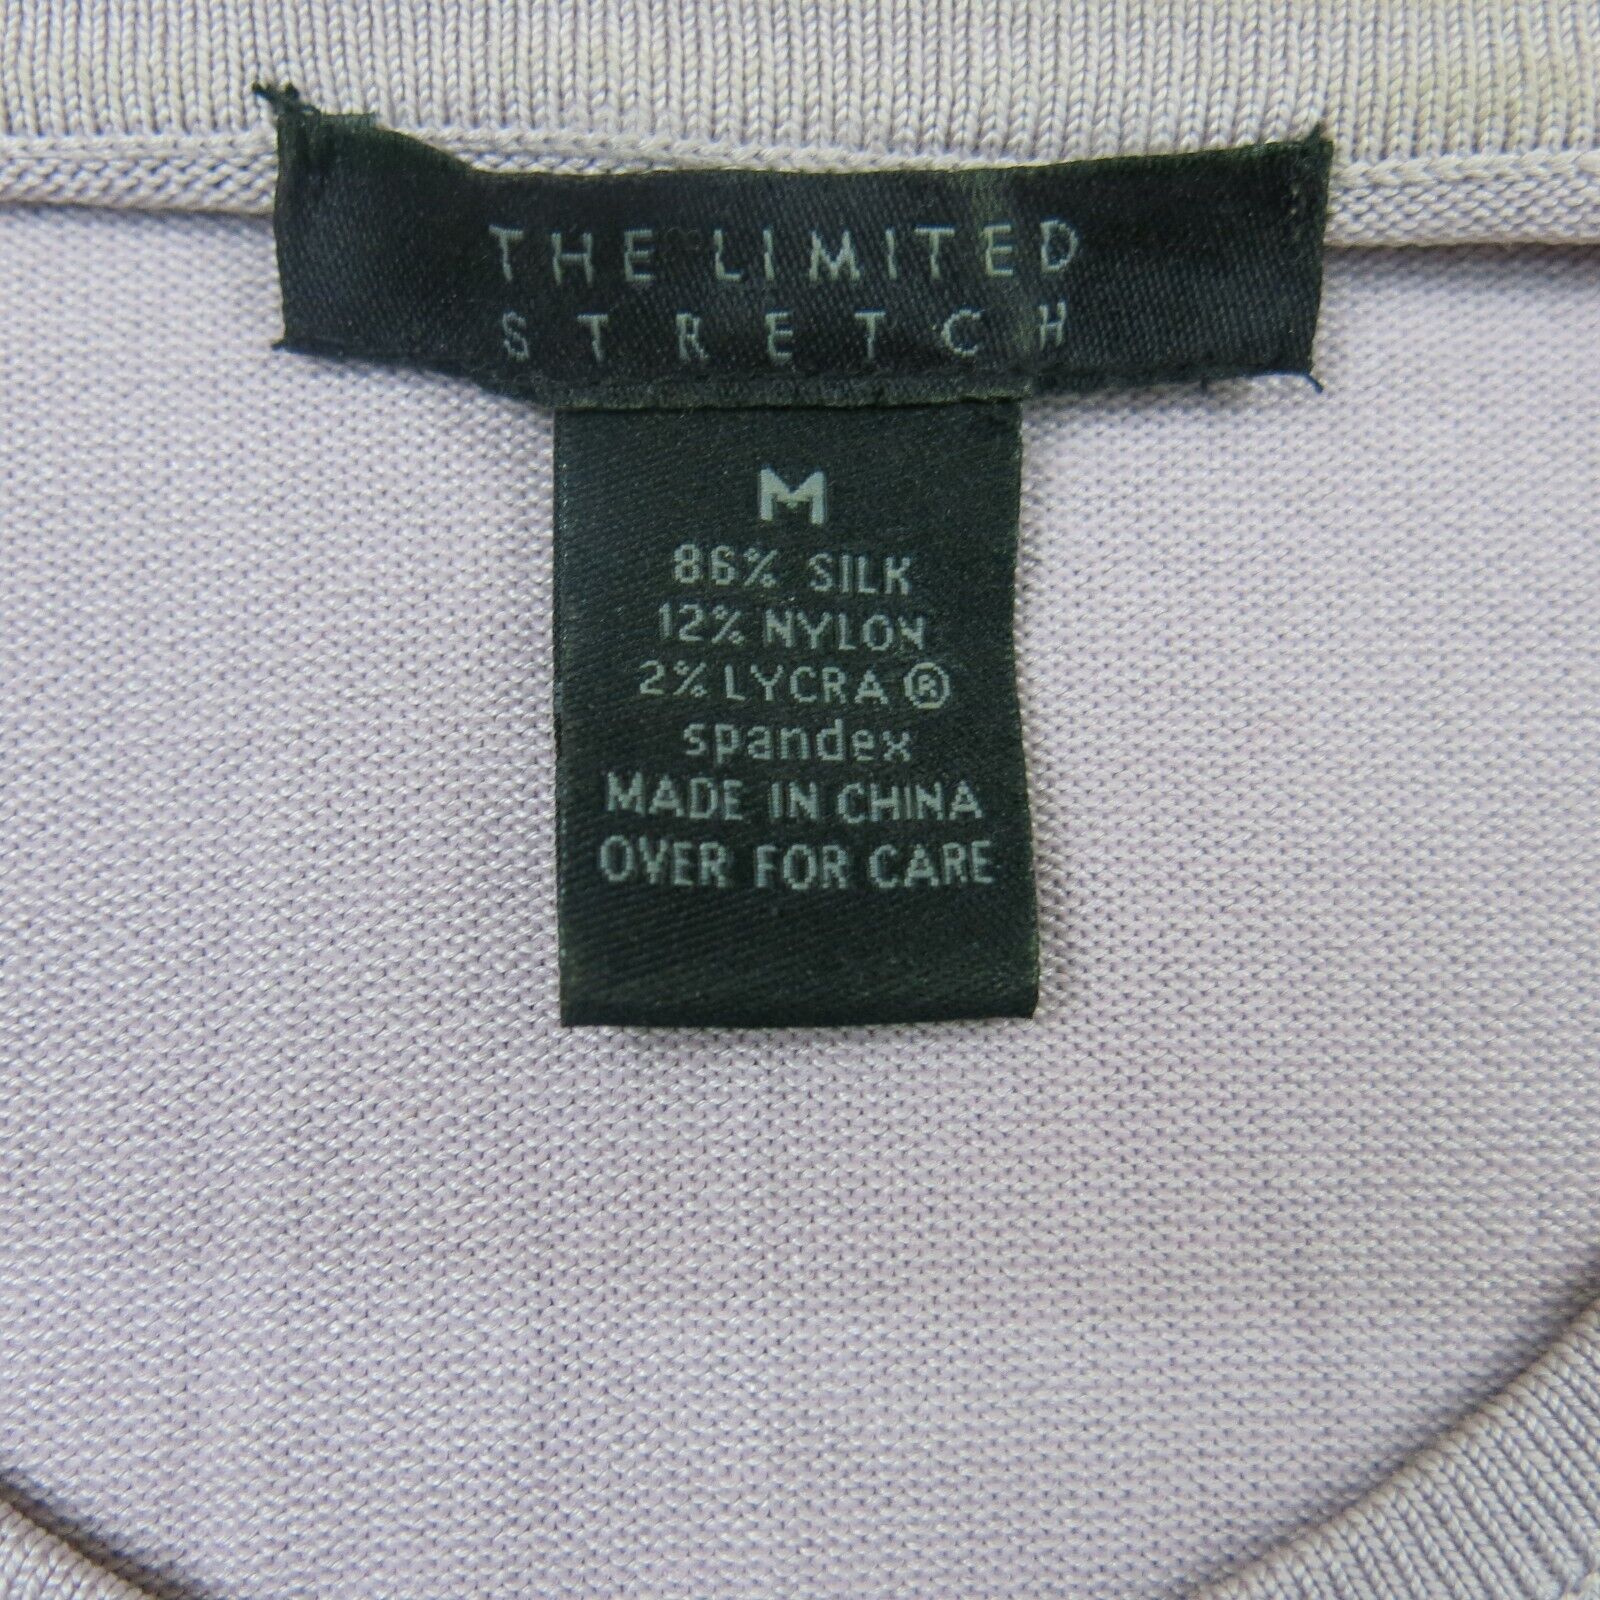 THE LIMITED
STRETCH
M
86% SILK
12% NYLON
2% LYCRA ®
spandex
MADE IN CHINA
OVER FOR CARE